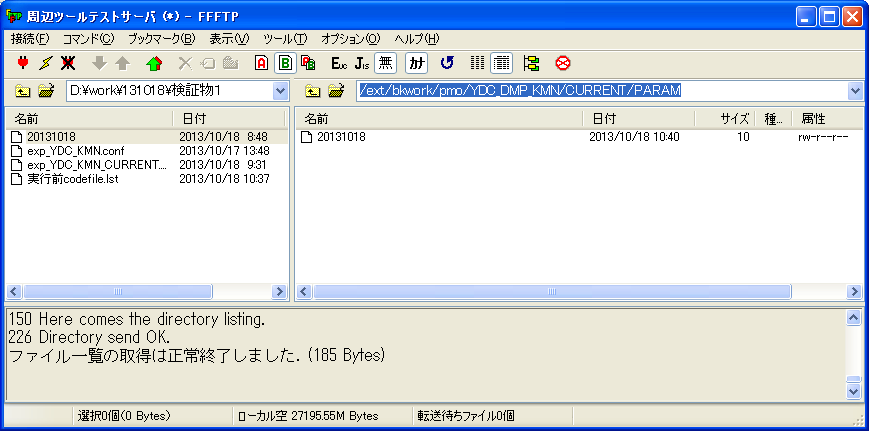 周辺ツールテストサーバ (*) - FFFTP
接続(F) コマンド(C) ブックマーク(B) 表示(V) ツール(T) オプション(O) ヘルプ(H)
A B A/B EUC JIS 無 カナ
D:¥work¥131018¥検証物1 /ext/bkwork/pmo/YDC_DMP_KMN/CURRENT/PARAM
名前 日付 名前 日付 サイズ 種... 属性
20131018 2013/10/18 8:48 20131018 2013/10/18 10:40 10 rw-r---r--
exp_YDC_KMN.conf 2013/10/17 13:48
exp_YDC_KMN_CURRENT.... 2013/10/18 9:31
実行前codefile.lst 2013/10/18 10:37
150 Here comes the directory listing.
226 Directory send OK.
ファイル一覧の取得は正常終了しました. (185 Bytes)
選択0個(0 Bytes) ローカル空 27195.55M Bytes 転送待ちファイル0個